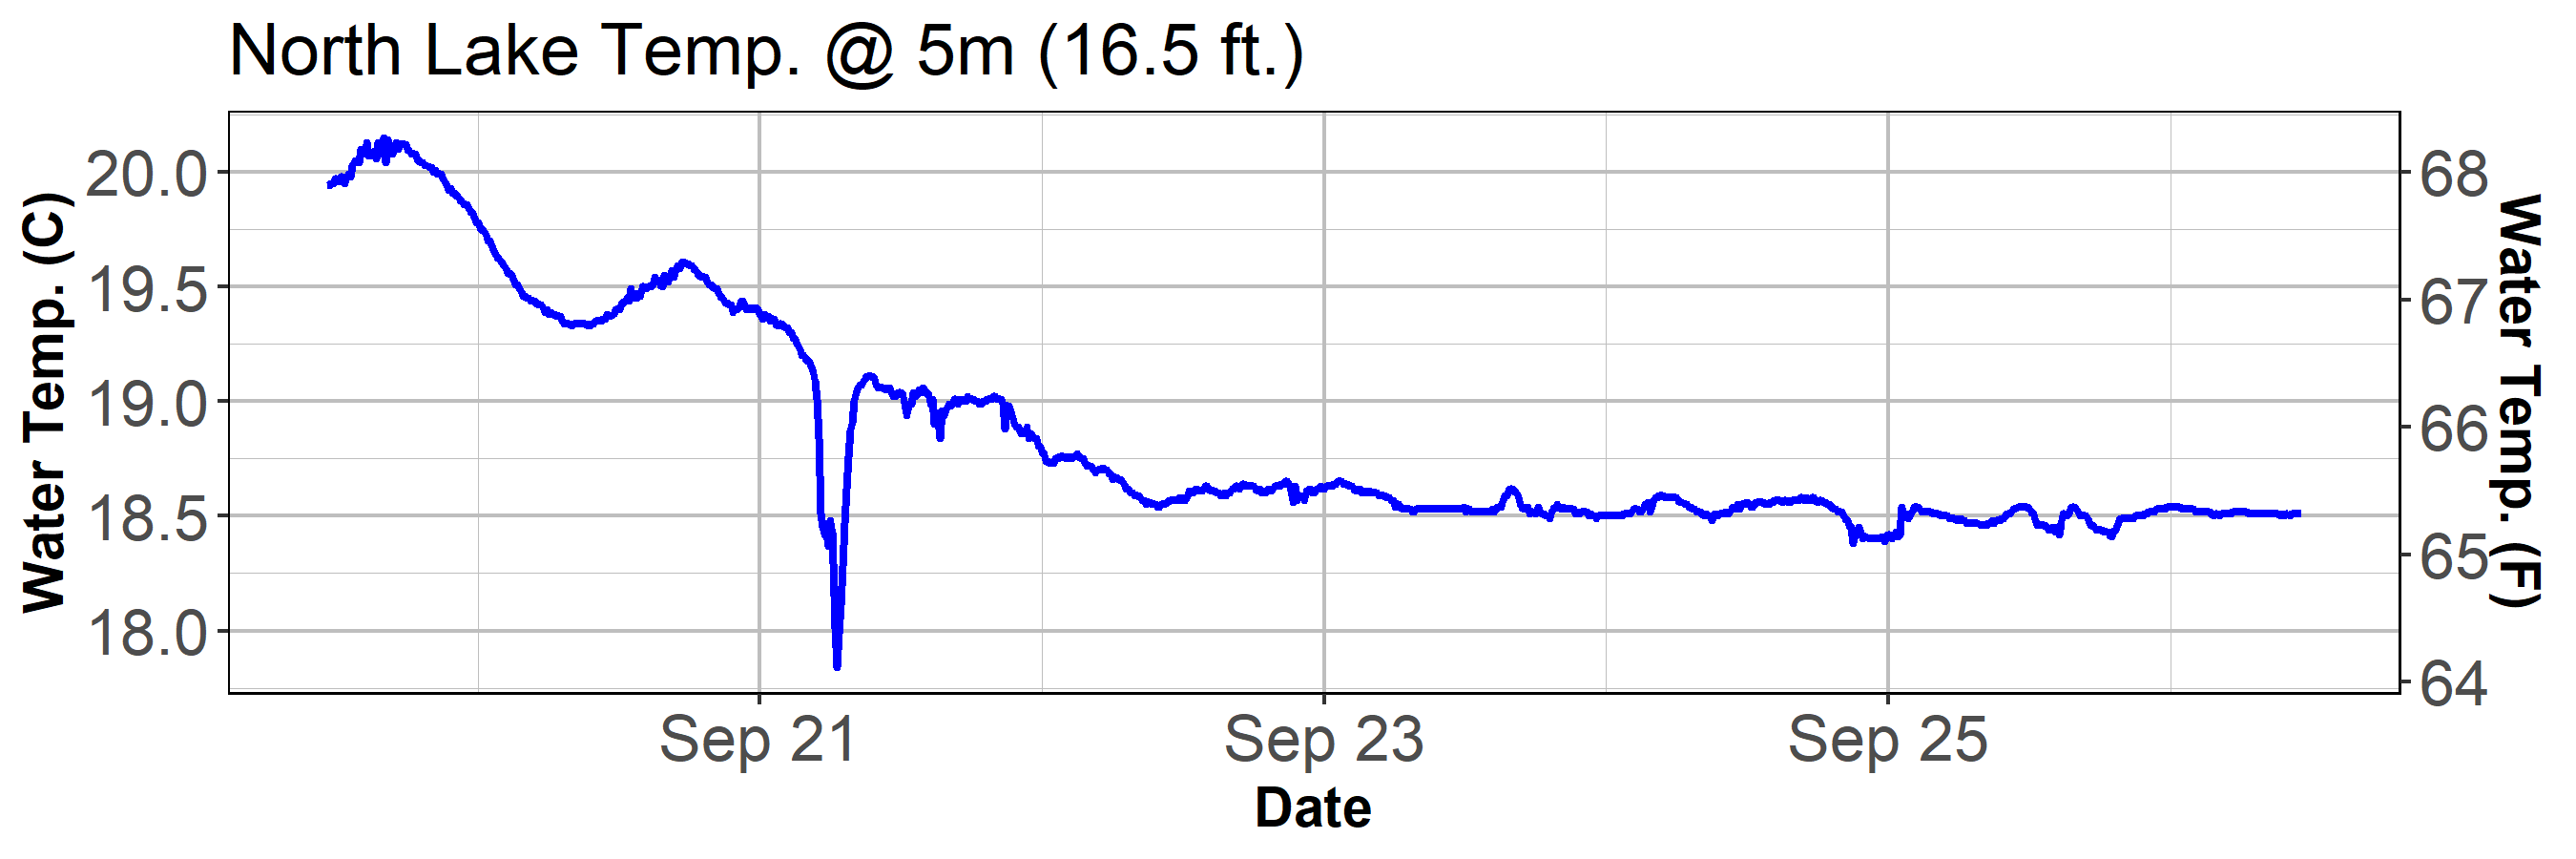 North Lake Temp. @ 5m (16.5 ft.)
Water Temp. (C)
20.0
19.5
19.0
18.5
18.0
68
67
66
65
64
Water Temp. (F)
Sep 21
Sep 23
Sep 25
Date